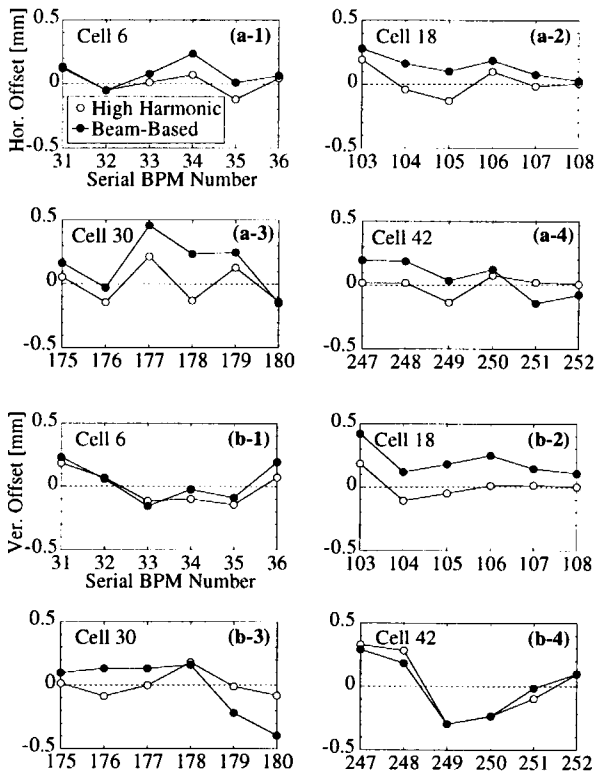 Hor. Offset [mm]
0.5
0
-0.5
Cell 6
(a-1)
High Harmonic
Beam-Based
31 32 33 34 35 36
Serial BPM Number
0.5
0
-0.5
Cell 18
(a-2)
103 104 105 106 107 108
0.5
0
-0.5
Cell 30
(a-3)
175 176 177 178 179 180
0.5
0
-0.5
Cell 42
(a-4)
247 248 249 250 251 252
Ver. Offset [mm]
0.5
0
-0.5
Cell 6
(b-1)
31 32 33 34 35 36
Serial BPM Number
0.5
0
-0.5
Cell 18
(b-2)
103 104 105 106 107 108
0.5
0
-0.5
Cell 30
(b-3)
175 176 177 178 179 180
0.5
0
-0.5
Cell 42
(b-4)
247 248 249 250 251 252